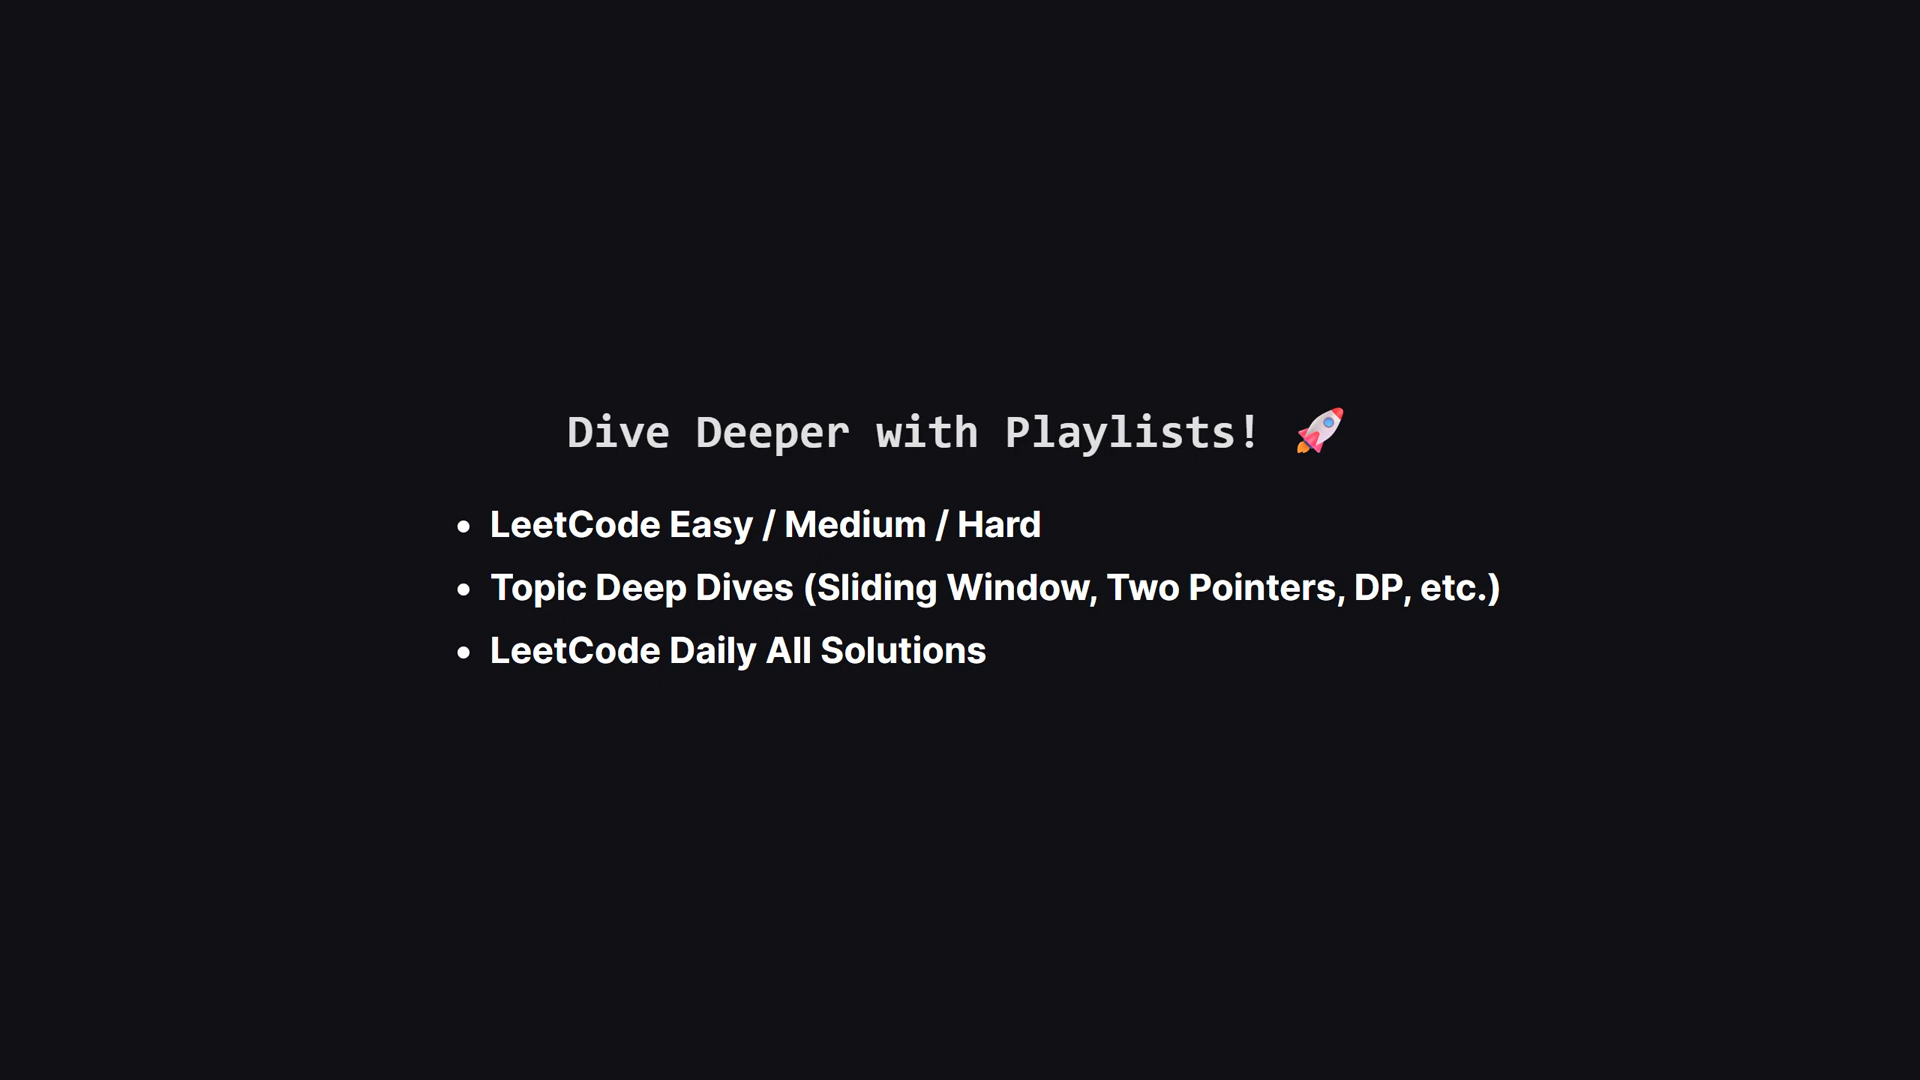 Dive Deeper with Playlists! 🚀
• LeetCode Easy / Medium / Hard
• Topic Deep Dives (Sliding Window, Two Pointers, DP, etc.)
• LeetCode Daily All Solutions